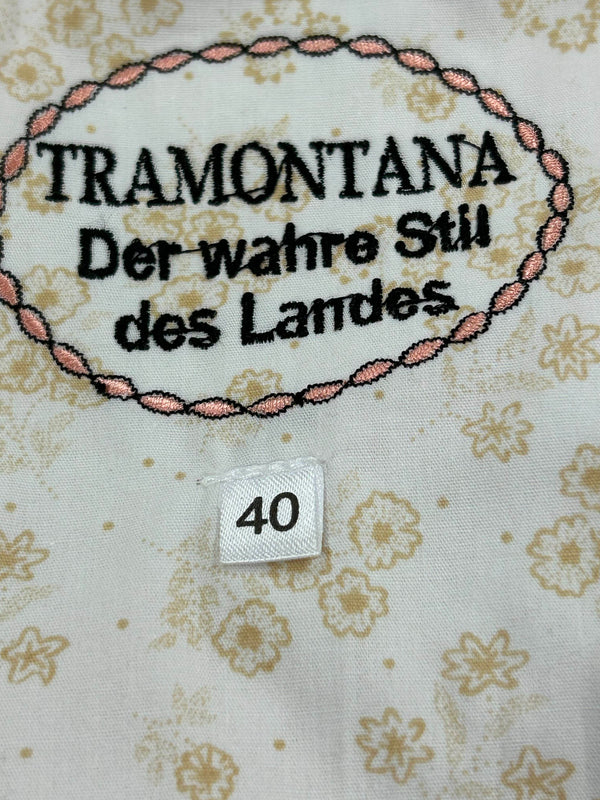 TRAMONTANA
Der wahre Stil
des Landes
40